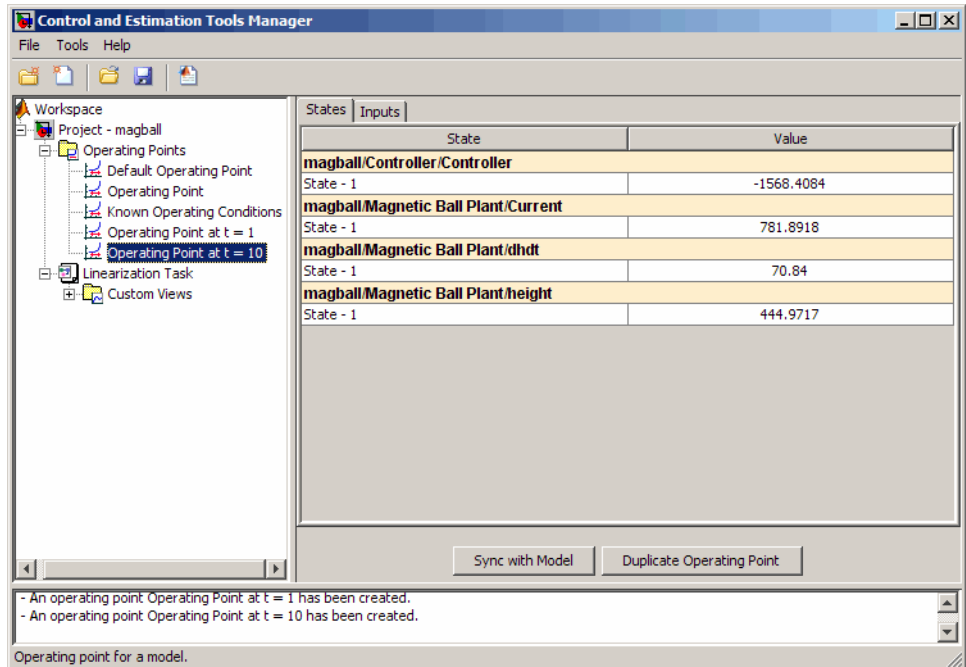 Control and Estimation Tools Manager
File Tools Help
Workspace
Project - magball
Operating Points
Default Operating Point
Operating Point
Known Operating Conditions
Operating Point at t = 1
Operating Point at t = 10
Linearization Task
Custom Views
States Inputs
State Value
magball/Controller/Controller
State - 1 -1568.4084
magball/Magnetic Ball Plant/Current
State - 1 781.8918
magball/Magnetic Ball Plant/dhdt
State - 1 70.84
magball/Magnetic Ball Plant/height
State - 1 444.9717
Sync with Model Duplicate Operating Point
- An operating point Operating Point at t = 1 has been created.
- An operating point Operating Point at t = 10 has been created.
Operating point for a model.